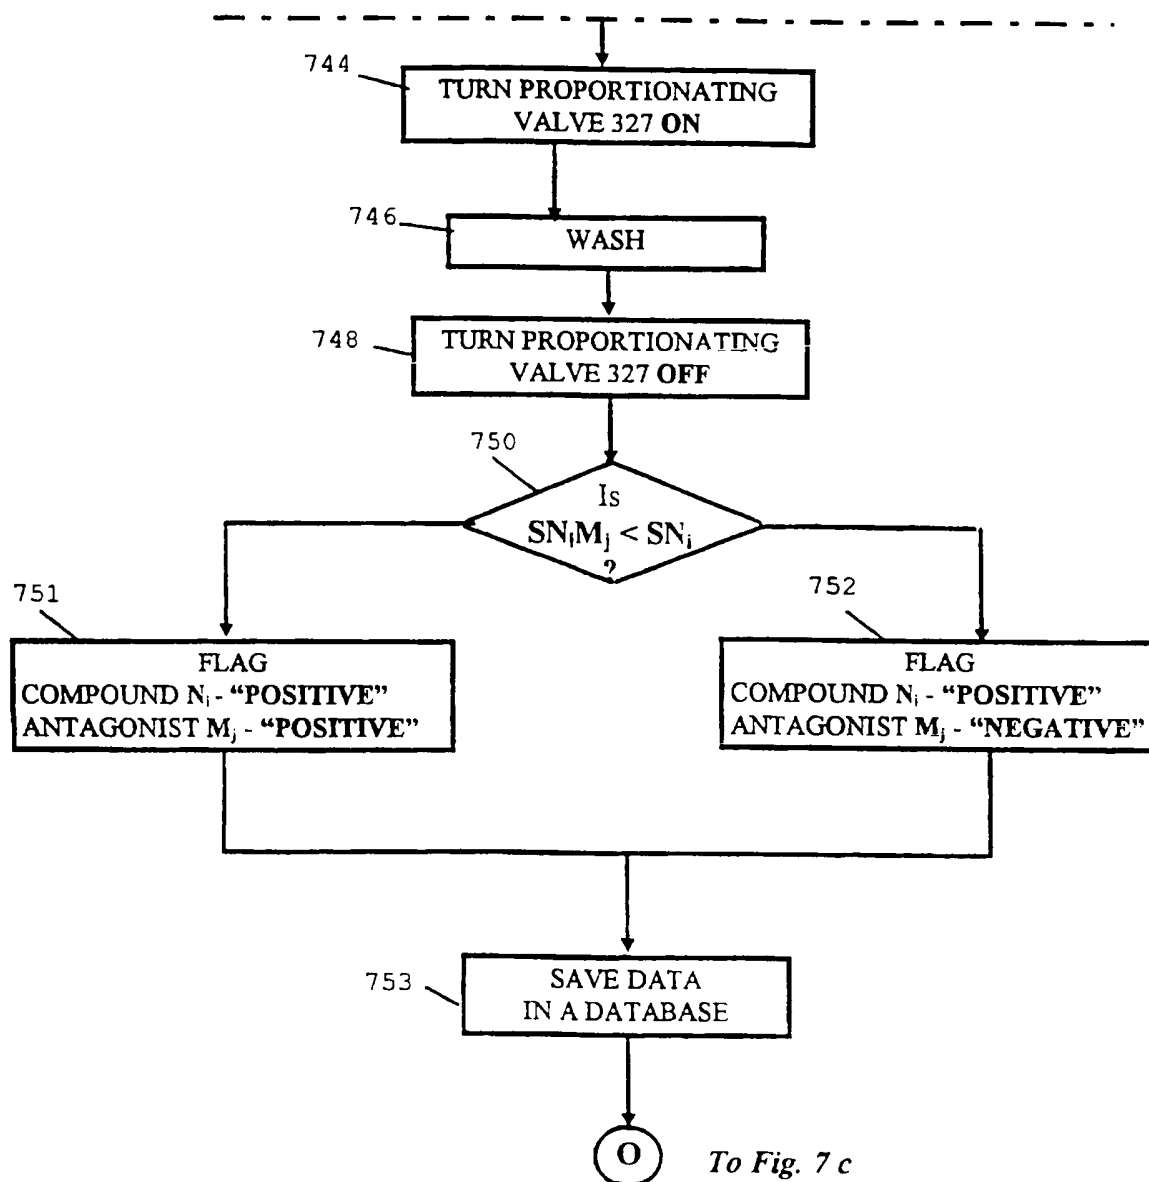 744
TURN PROPORTIONATING
VALVE 327 ON
746
WASH
748
TURN PROPORTIONATING
VALVE 327 OFF
750
Is
SNᵢMⱼ < SNᵢ
?
751
752
FLAG
COMPOUND Nᵢ - “POSITIVE”
ANTAGONIST Mⱼ - “POSITIVE”
FLAG
COMPOUND Nᵢ - “POSITIVE”
ANTAGONIST Mⱼ - “NEGATIVE”
753
SAVE DATA
IN A DATABASE
O
To Fig. 7 c